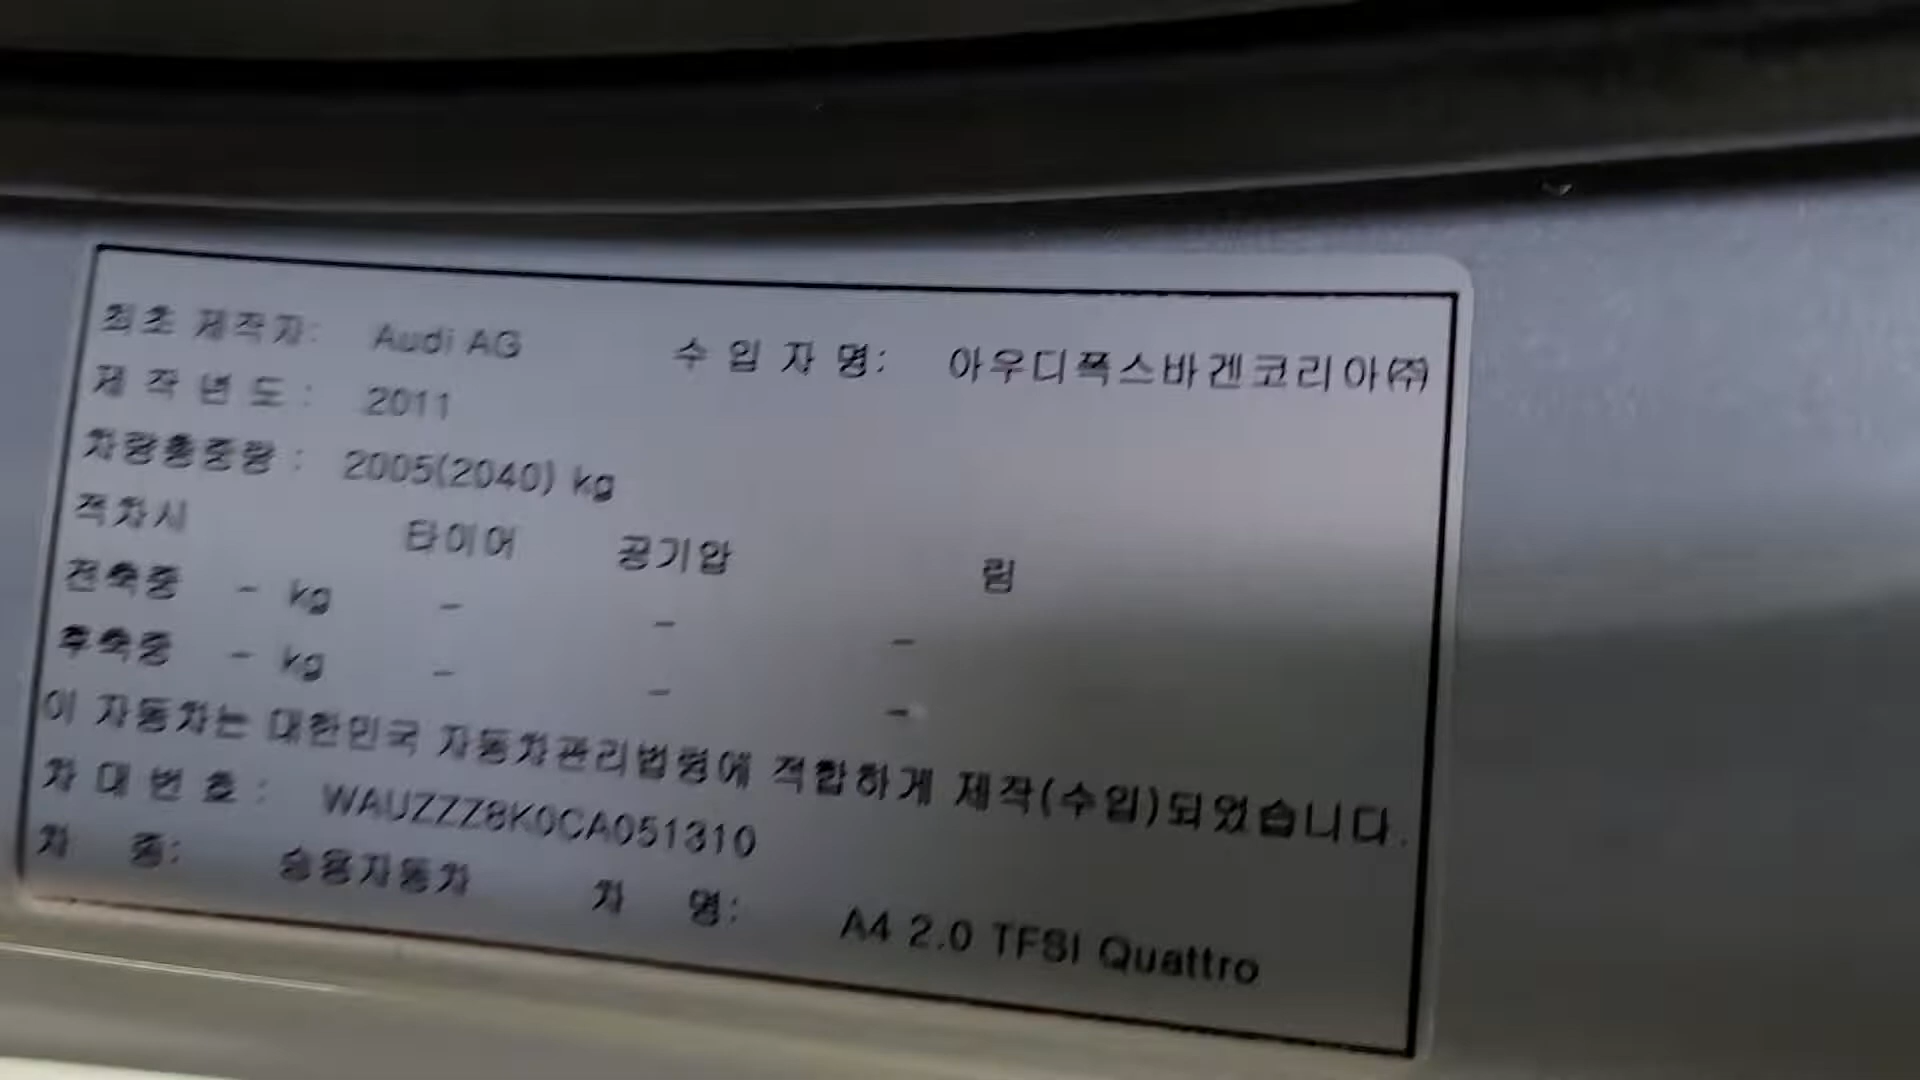 최초 제작자: Audi AG 수 입 자 명: 아우디폭스바겐코리아㈜
제 작 년 도 : 2011
차량총중량 : 2005(2040) kg
적차시 타이어 공기압 림
전축중 - kg - - -
후축중 - kg - - -
이 자동차는 대한민국 자동차관리법령에 적합하게 제작(수입)되었습니다.
차 대 번 호 : WAUZZZ8K0CA051310
차 종: 승용자동차 차 명: A4 2.0 TFSI Quattro